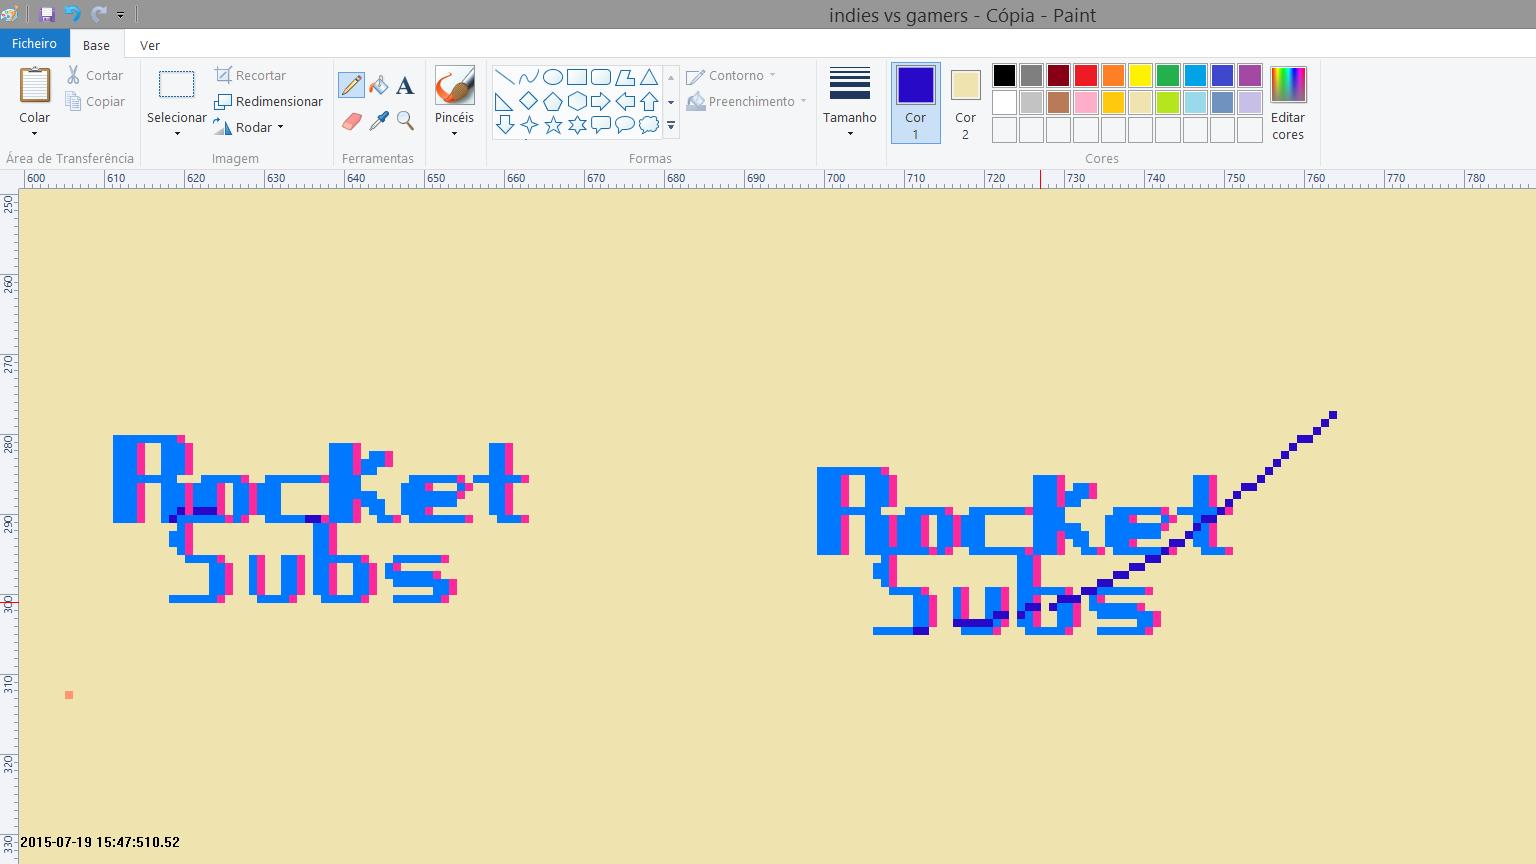 indies vs gamers - Cópia - Paint
Ficheiro Base Ver
Colar
Cortar
Copiar
Área de Transferência
Selecionar
Recortar
Redimensionar
Rodar
Imagem
A
Ferramentas
Pincéis
Formas
Contorno
Preenchimento
Tamanho
Cor 1
Cor 2
Editar cores
Cores
600 610 620 630 640 650 660 670 680 690 700 710 720 730 740 750 760 770 780
250
260
270
280
290
300
310
320
330
Rocket
Subs
Rocket
Subs
2015-07-19 15:47:510.52